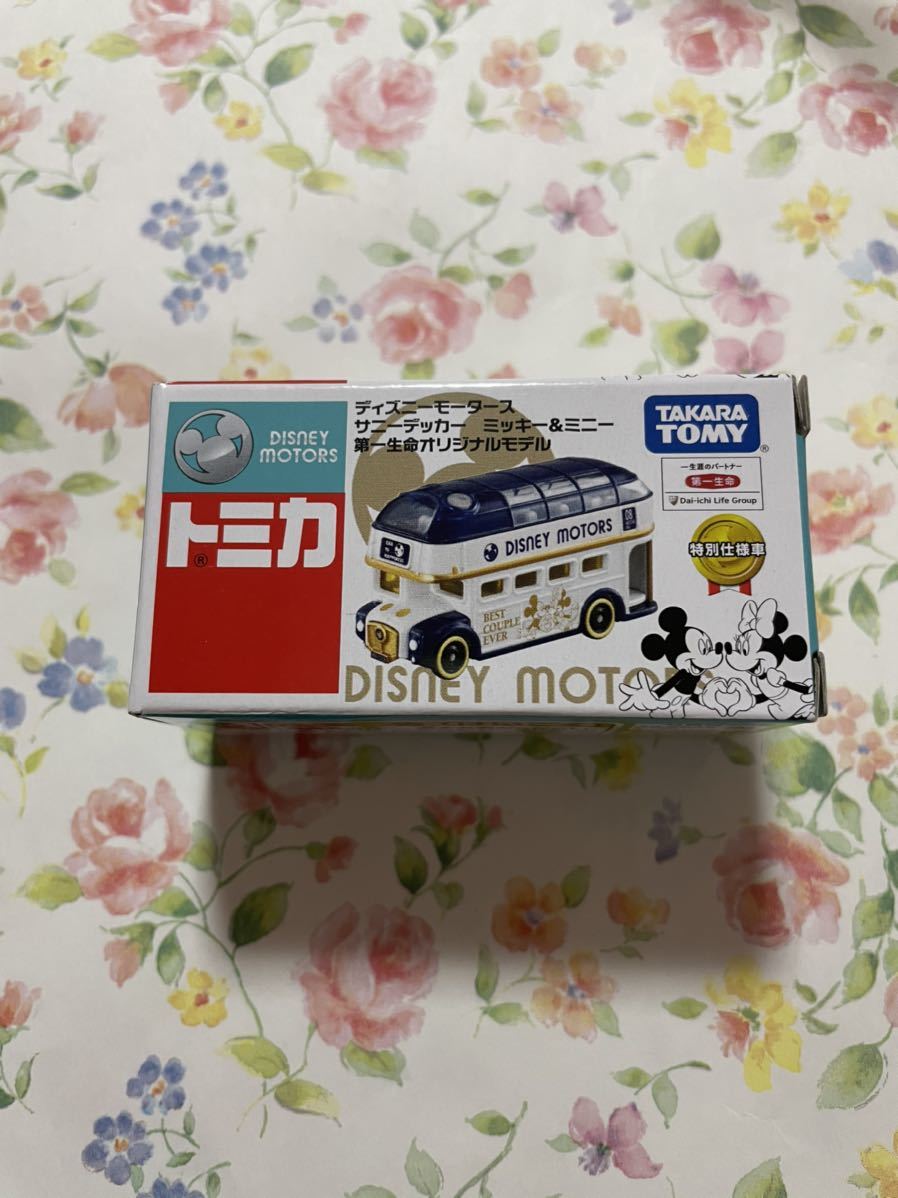 DISNEY
MOTORS
トミカ
®
ディズニーモータース
サニーデッカー ミッキー&ミニー
第一生命オリジナルモデル
TAKARA
TOMY
®
一生涯のパートナー
第一生命
Dai-ichi Life Group
特別仕様車
08
DISNEY MOTORS
BEST
COUPLE
EVER
DISNEY MOTORS